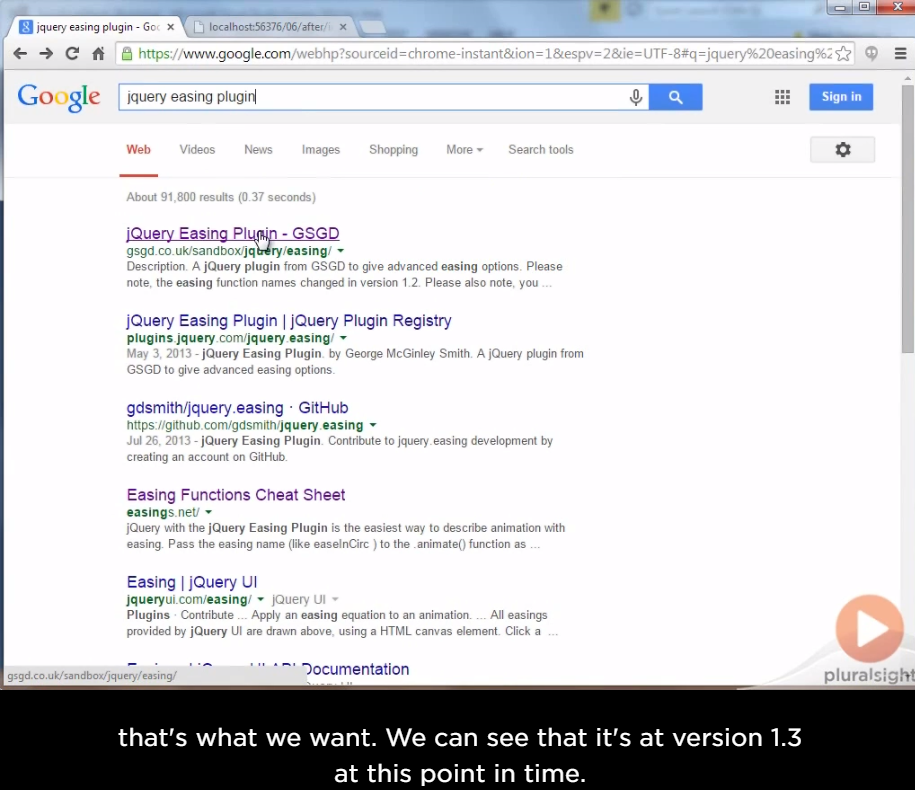 jquery easing plugin - Goo
localhost:56376/06/after/i
https://www.google.com/webhp?sourceid=chrome-instant&ion=1&espv=2&ie=UTF-8#q=jquery%20easing%2
Google
jquery easing plugin
Sign in
Web Videos News Images Shopping More Search tools
About 91,800 results (0.37 seconds)
jQuery Easing Plugin - GSGD
gsgd.co.uk/sandbox/jquery/easing/
Description. A jQuery plugin from GSGD to give advanced easing options. Please
note, the easing function names changed in version 1.2. Please also note, you ...
jQuery Easing Plugin | jQuery Plugin Registry
plugins.jquery.com/jquery.easing/
May 3, 2013 - jQuery Easing Plugin. by George McGinley Smith. A jQuery plugin from
GSGD to give advanced easing options.
gdsmith/jquery.easing · GitHub
https://github.com/gdsmith/jquery.easing
Jul 26, 2013 - jQuery Easing Plugin. Contribute to jquery.easing development by
creating an account on GitHub.
Easing Functions Cheat Sheet
easings.net/
jQuery with the jQuery Easing Plugin is the easiest way to describe animation with
easing. Pass the easing name (like easeInCirc ) to the .animate() function as ...
Easing | jQuery UI
jqueryui.com/easing/ jQuery UI
Plugins · Contribute ... Apply an easing equation to an animation. ... All easings
provided by jQuery UI are drawn above, using a HTML canvas element. Click a ...
Documentation
gsgd.co.uk/sandbox/jquery/easing/
pluralsight
that's what we want. We can see that it's at version 1.3
at this point in time.